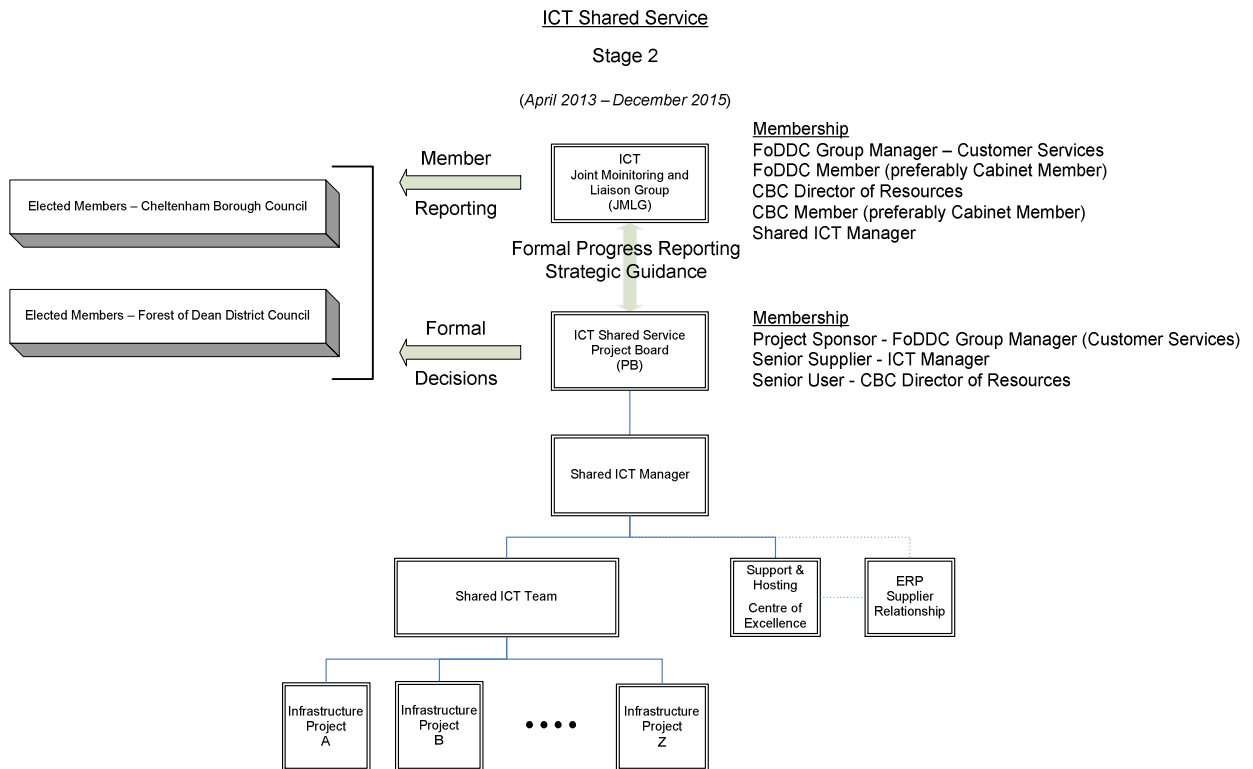 ICT Shared Service
Stage 2
(April 2013 – December 2015)
Membership
FoDDC Group Manager – Customer Services
FoDDC Member (preferably Cabinet Member)
CBC Director of Resources
CBC Member (preferably Cabinet Member)
Shared ICT Manager
ICT
Joint Moinitoring and
Liaison Group
(JMLG)
Member
Reporting
Elected Members – Cheltenham Borough Council
Formal Progress Reporting
Strategic Guidance
Elected Members – Forest of Dean District Council
Formal
Decisions
ICT Shared Service
Project Board
(PB)
Membership
Project Sponsor - FoDDC Group Manager (Customer Services)
Senior Supplier - ICT Manager
Senior User - CBC Director of Resources
Shared ICT Manager
Shared ICT Team
Support &
Hosting
Centre of
Excellence
ERP
Supplier
Relationship
Infrastructure
Project
A
Infrastructure
Project
B
....
Infrastructure
Project
Z